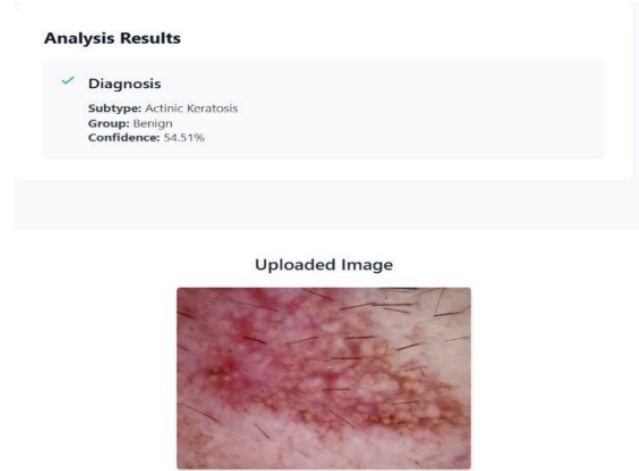 Analysis Results
Diagnosis
Subtype: Actinic Keratosis
Group: Benign
Confidence: 54.51%
Uploaded Image